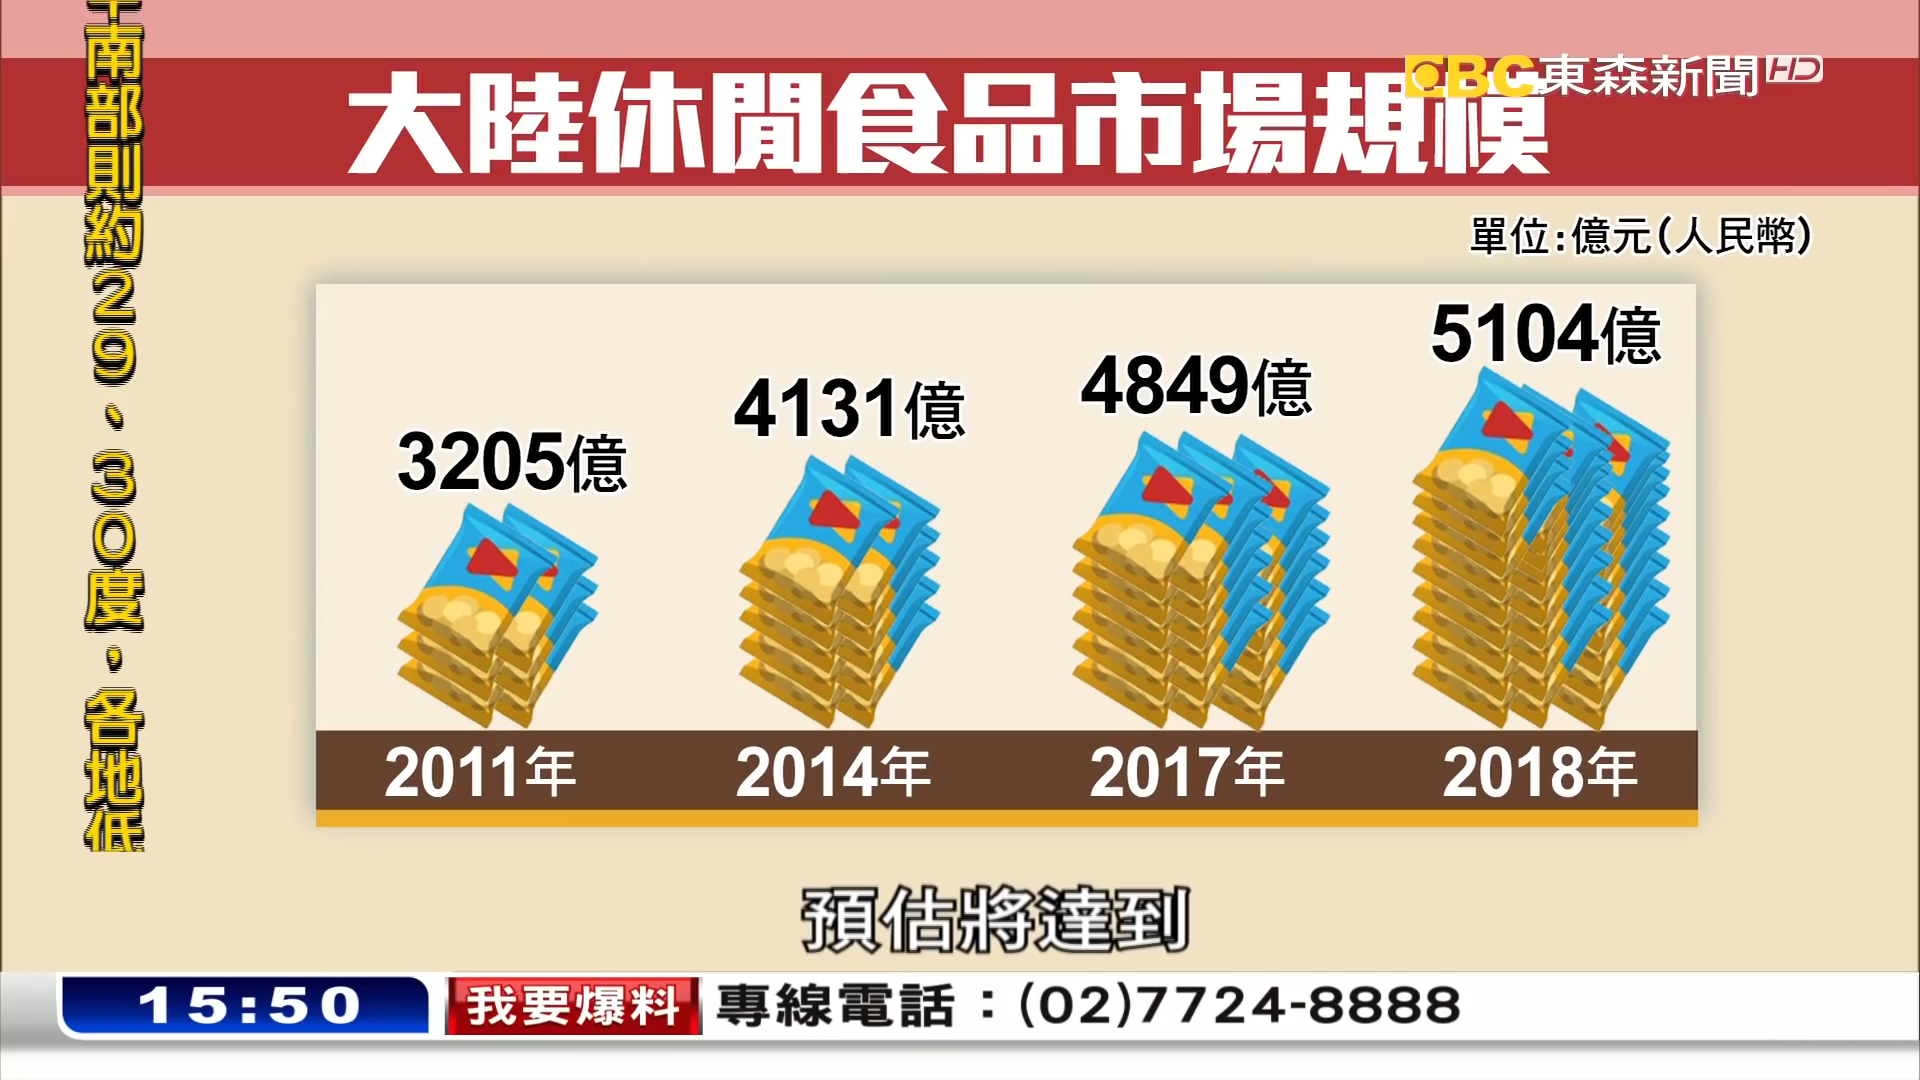 大陸休閒食品市場規模
EBC東森新聞HD
單位:億元(人民幣)
3205億
4131億
4849億
5104億
2011年
2014年
2017年
2018年
南部則約29、30度,各地低
預估將達到
15:50
我要爆料
專線電話:(02)7724-8888